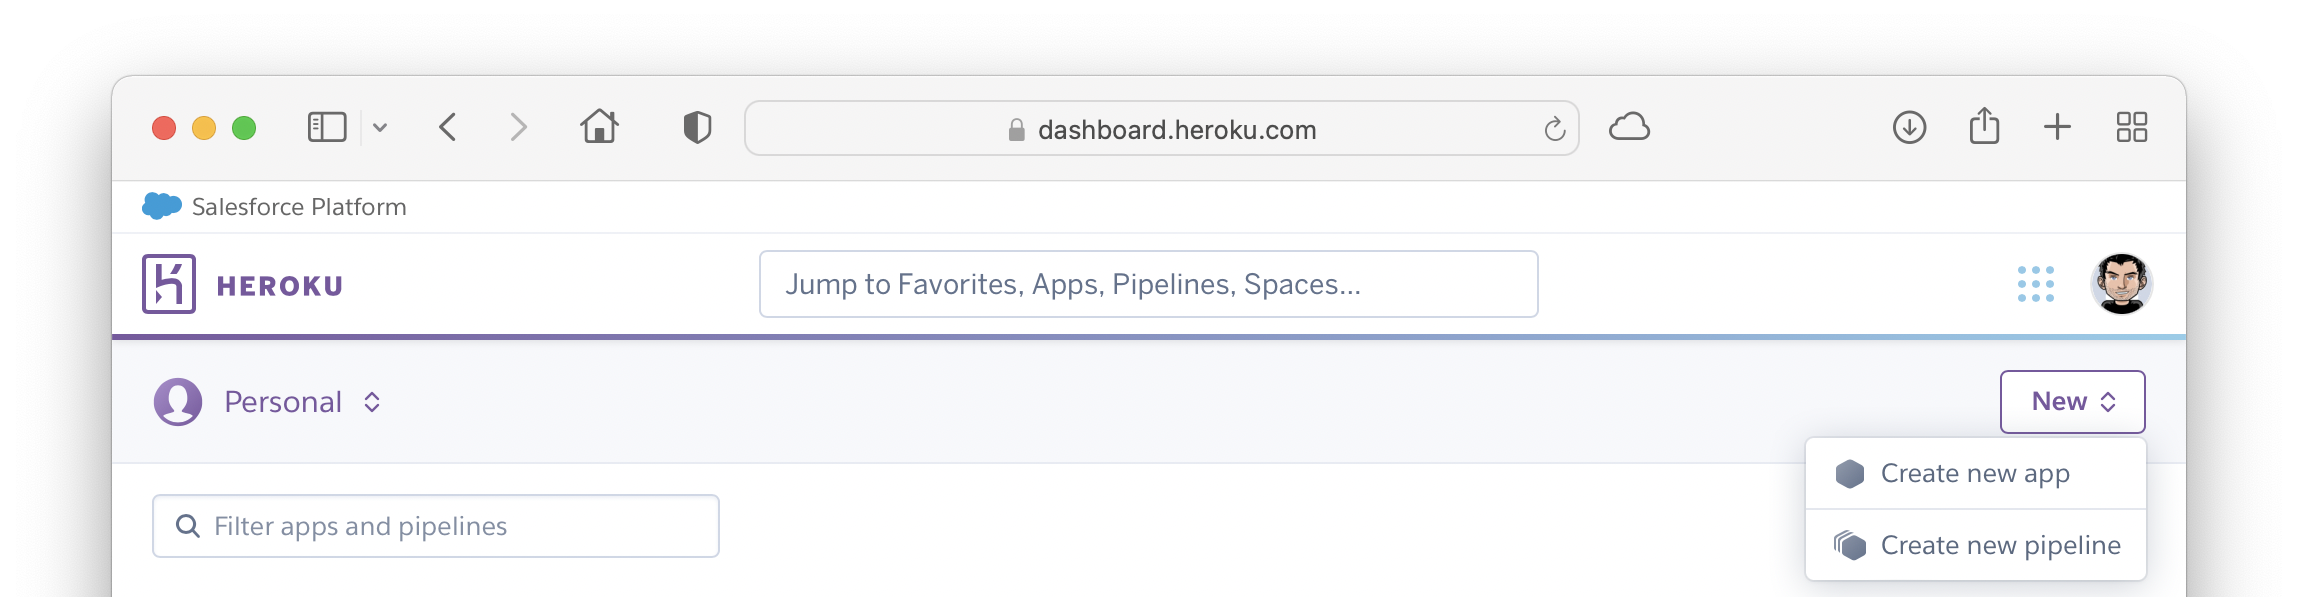 dashboard.heroku.com
Salesforce Platform
HEROKU
Jump to Favorites, Apps, Pipelines, Spaces...
Personal
New
Create new app
Filter apps and pipelines
Create new pipeline